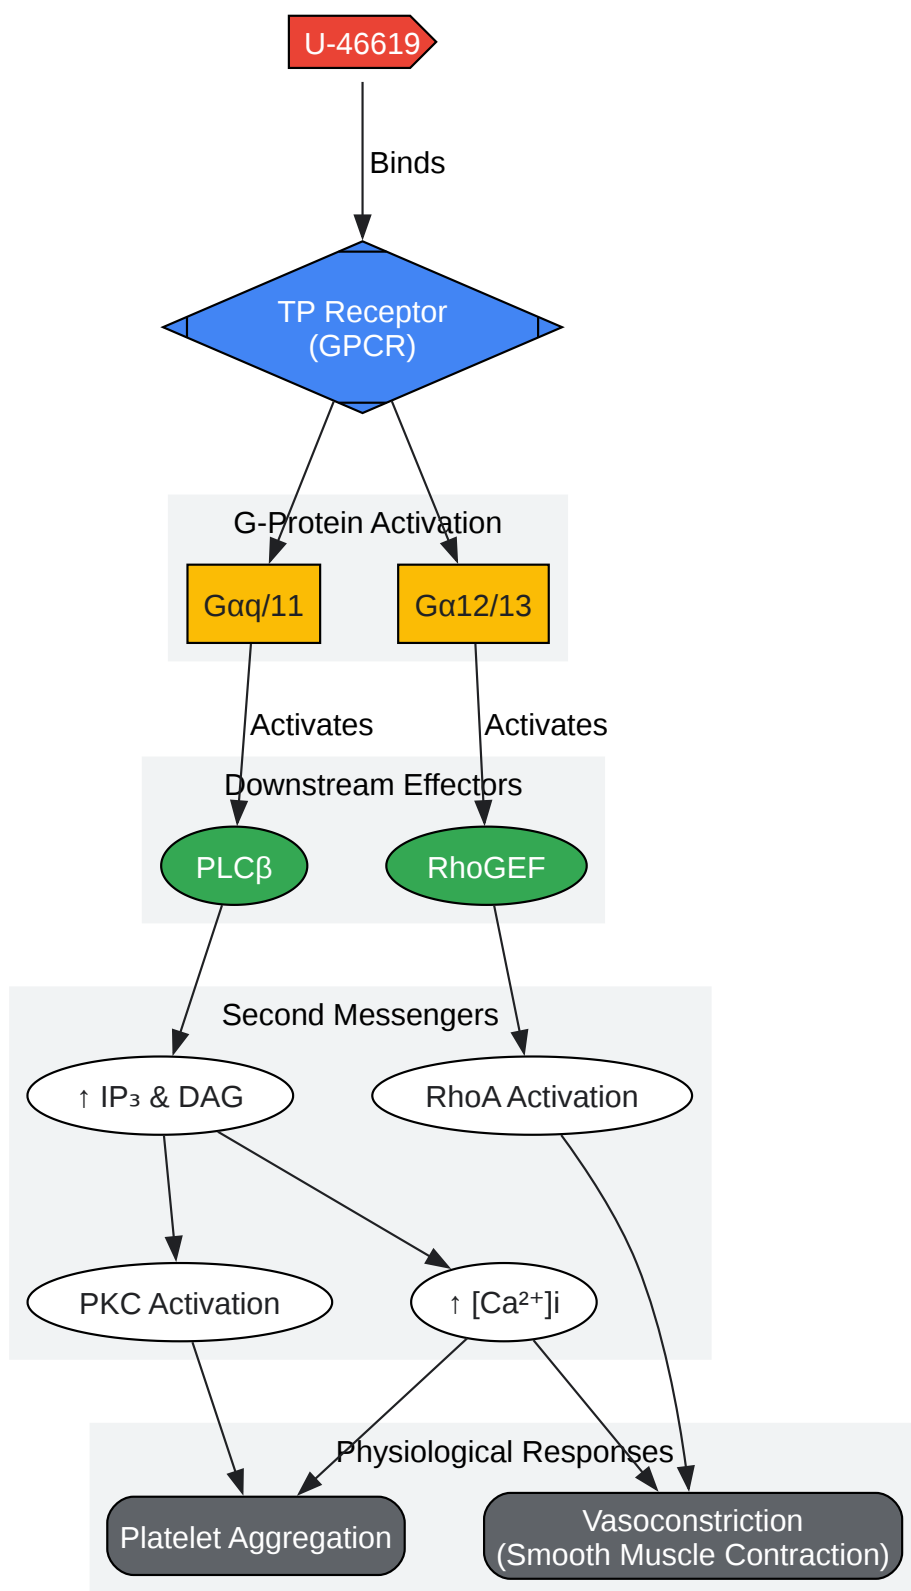 U-46619
Binds
TP Receptor
(GPCR)
G-Protein Activation
Gαq/11
Gα12/13
Activates
Activates
Downstream Effectors
PLCβ
RhoGEF
Second Messengers
↑ IP₃ & DAG
RhoA Activation
PKC Activation
↑ [Ca²⁺]i
Physiological Responses
Platelet Aggregation
Vasoconstriction
(Smooth Muscle Contraction)